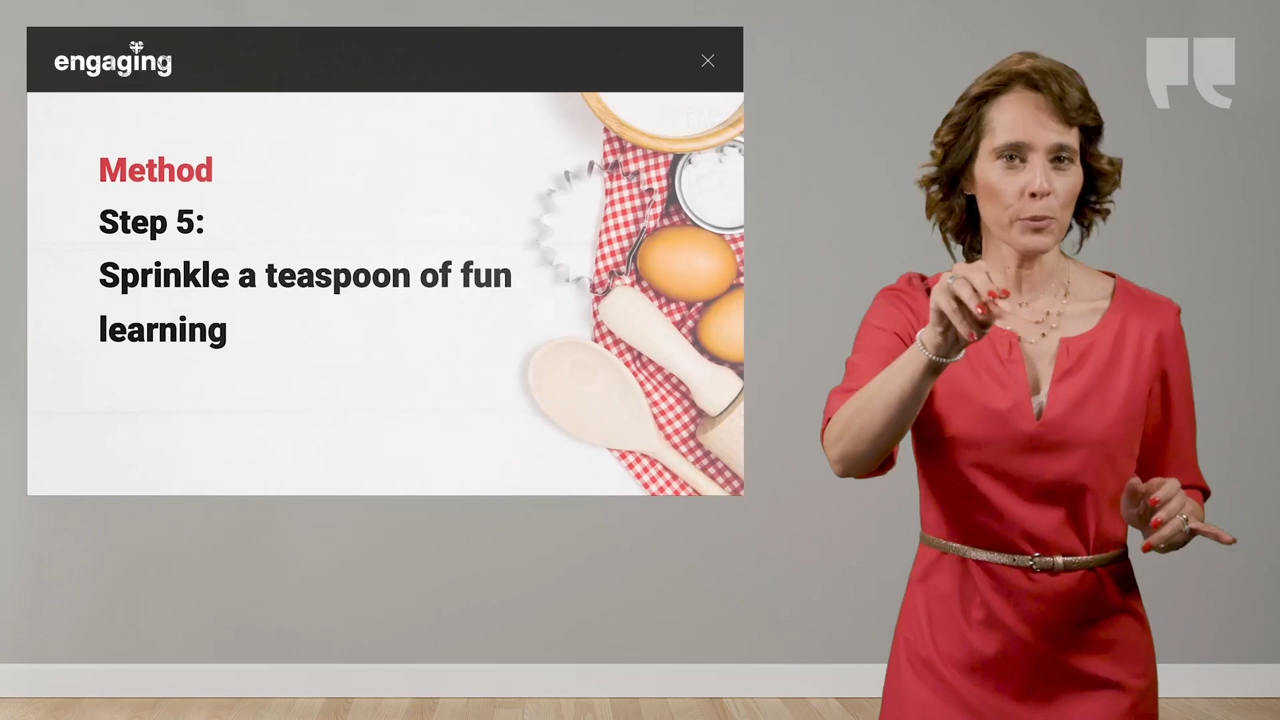 engaging
Method
Step 5:
Sprinkle a teaspoon of fun
learning